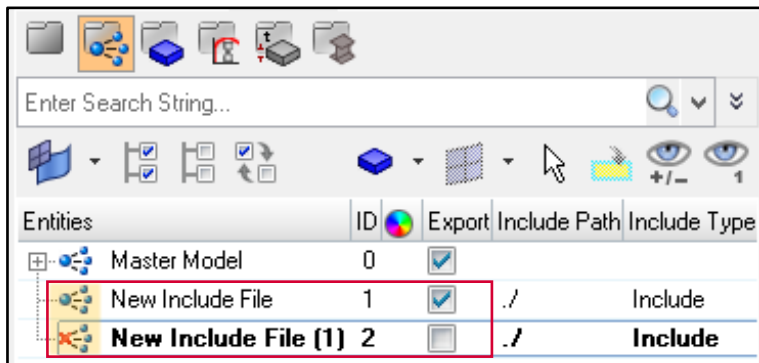 t
Enter Search String...
+/- 1
Entities ID Export Include Path Include Type
Master Model 0
New Include File 1 ./ Include
New Include File (1) 2 ./ Include